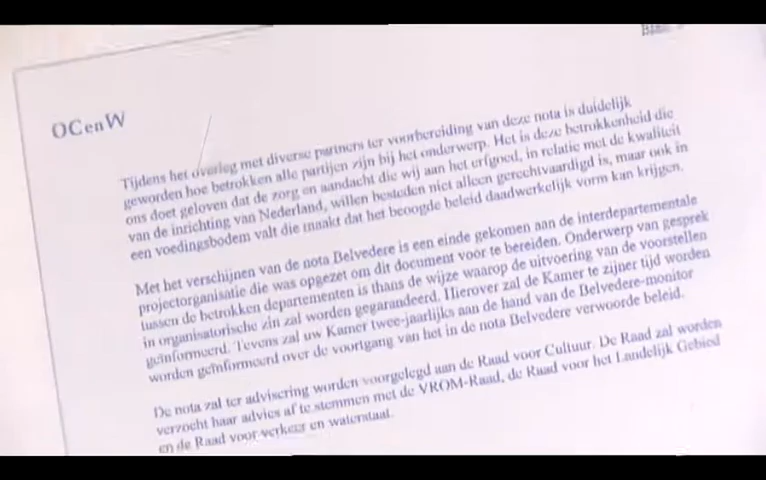 OCenW
Tijdens het overleg met diverse partners ter voorbereiding van deze nota is duidelijk
geworden hoe betrokken alle partijen zijn bij het onderwerp. Het is deze betrokkenheid die
ons doet geloven dat de zorg en aandacht die wij aan het erfgoed, in relatie met de kwaliteit
van de inrichting van Nederland, willen besteden niet alleen gerechtvaardigd is, maar ook in
een voedingsbodem valt die maakt dat het beoogde beleid daadwerkelijk vorm kan krijgen.
Met het verschijnen van de nota Belvedere is een einde gekomen aan de interdepartementale
projectorganisatie die was opgezet om dit document voor te bereiden. Onderwerp van gesprek
tussen de betrokken departementen is thans de wijze waarop de uitvoering van de voorstellen
in organisatorische zin zal worden gegarandeerd. Hierover zal de Kamer te zijner tijd worden
geïnformeerd. Tevens zal uw Kamer twee-jaarlijks aan de hand van de Belvedere-monitor
worden geïnformeerd over de voortgang van het in de nota Belvedere verwoorde beleid.
De nota zal ter advisering worden voorgelegd aan de Raad voor Cultuur. De Raad zal worden
verzocht haar advies af te stemmen met de VROM-Raad, de Raad voor het Landelijk Gebied
en de Raad voor verkeer en waterstaat.